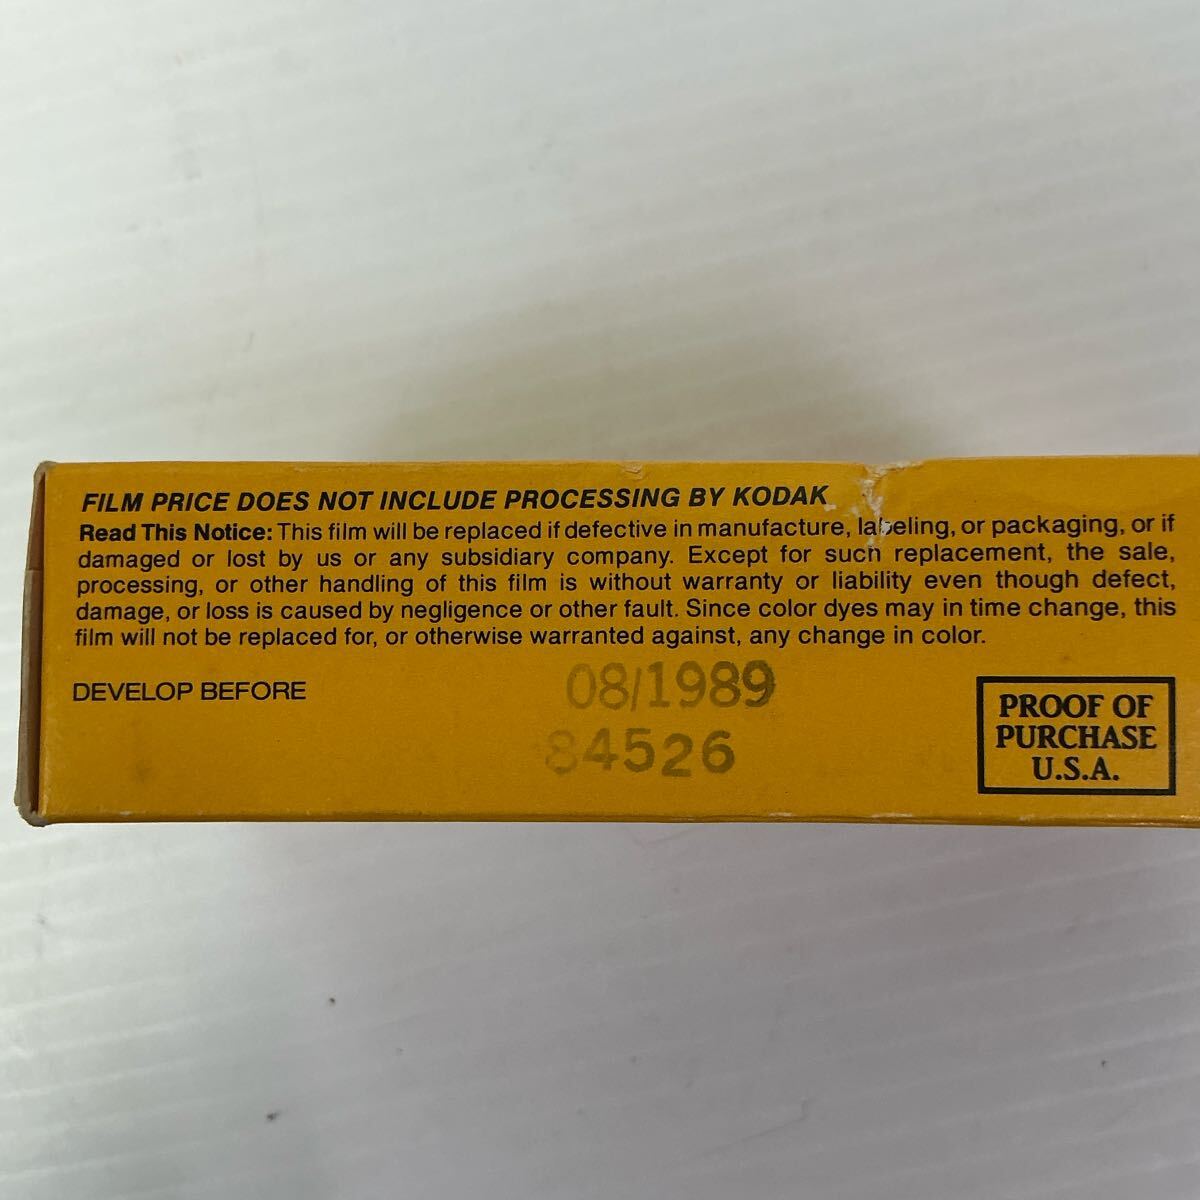 FILM PRICE DOES NOT INCLUDE PROCESSING BY KODAK
Read This Notice: This film will be replaced if defective in manufacture, labeling, or packaging, or if
damaged or lost by us or any subsidiary company. Except for such replacement, the sale,
processing, or other handling of this film is without warranty or liability even though defect,
damage, or loss is caused by negligence or other fault. Since color dyes may in time change, this
film will not be replaced for, or otherwise warranted against, any change in color.
DEVELOP BEFORE
08/1989
84526
PROOF OF
PURCHASE
U.S.A.